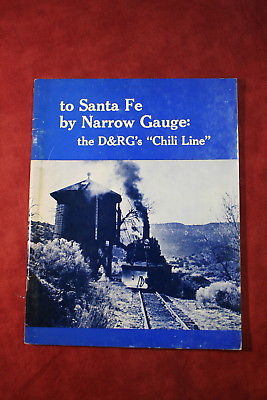 to Santa Fe
by Narrow Gauge:
the D&RG's "Chili Line"